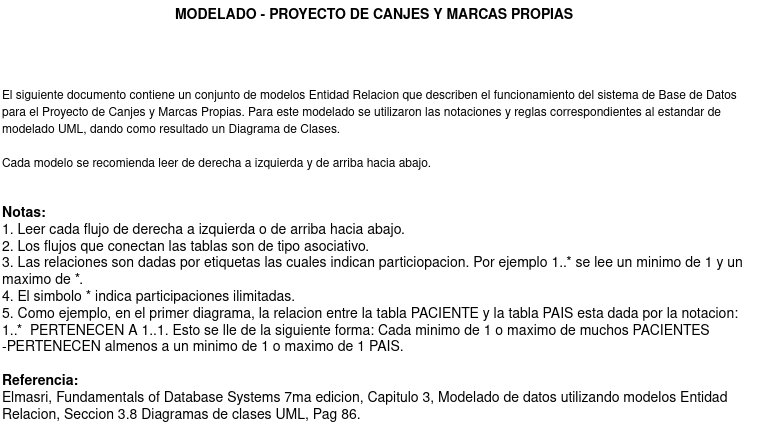 MODELADO - PROYECTO DE CANJES Y MARCAS PROPIAS
El siguiente documento contiene un conjunto de modelos Entidad Relacion que describen el funcionamiento del sistema de Base de Datos
para el Proyecto de Canjes y Marcas Propias. Para este modelado se utilizaron las notaciones y reglas correspondientes al estandar de
modelado UML, dando como resultado un Diagrama de Clases.
Cada modelo se recomienda leer de derecha a izquierda y de arriba hacia abajo.
Notas:
1. Leer cada flujo de derecha a izquierda o de arriba hacia abajo.
2. Los flujos que conectan las tablas son de tipo asociativo.
3. Las relaciones son dadas por etiquetas las cuales indican particiopacion. Por ejemplo 1..* se lee un minimo de 1 y un
maximo de *.
4. El simbolo * indica participaciones ilimitadas.
5. Como ejemplo, en el primer diagrama, la relacion entre la tabla PACIENTE y la tabla PAIS esta dada por la notacion:
1..*  PERTENECEN A 1..1. Esto se lle de la siguiente forma: Cada minimo de 1 o maximo de muchos PACIENTES
-PERTENECEN almenos a un minimo de 1 o maximo de 1 PAIS.
Referencia:
Elmasri, Fundamentals of Database Systems 7ma edicion, Capitulo 3, Modelado de datos utilizando modelos Entidad
Relacion, Seccion 3.8 Diagramas de clases UML, Pag 86.